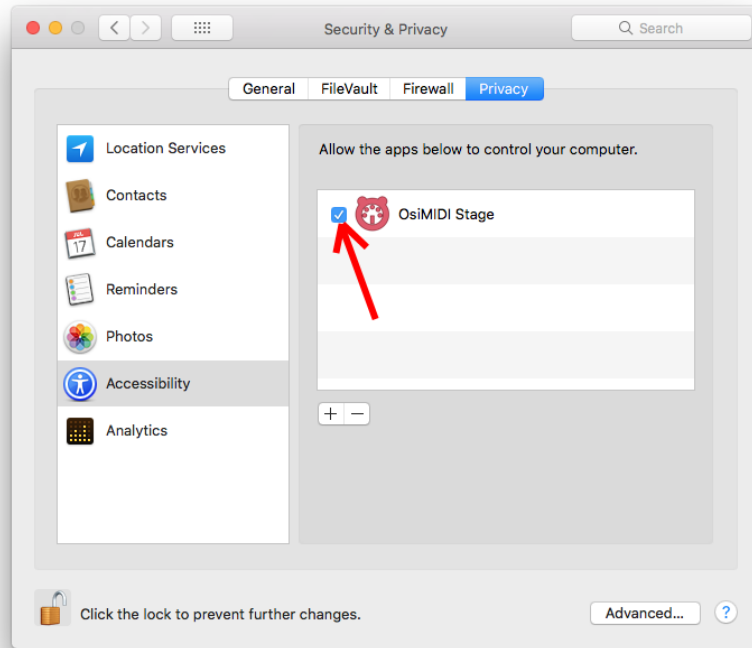 Security & Privacy
Search
General
FileVault
Firewall
Privacy
Location Services
Contacts
Calendars
Reminders
Photos
Accessibility
Analytics
Allow the apps below to control your computer.
OsiMIDI Stage
JUL
17
+
−
Click the lock to prevent further changes.
Advanced...
?